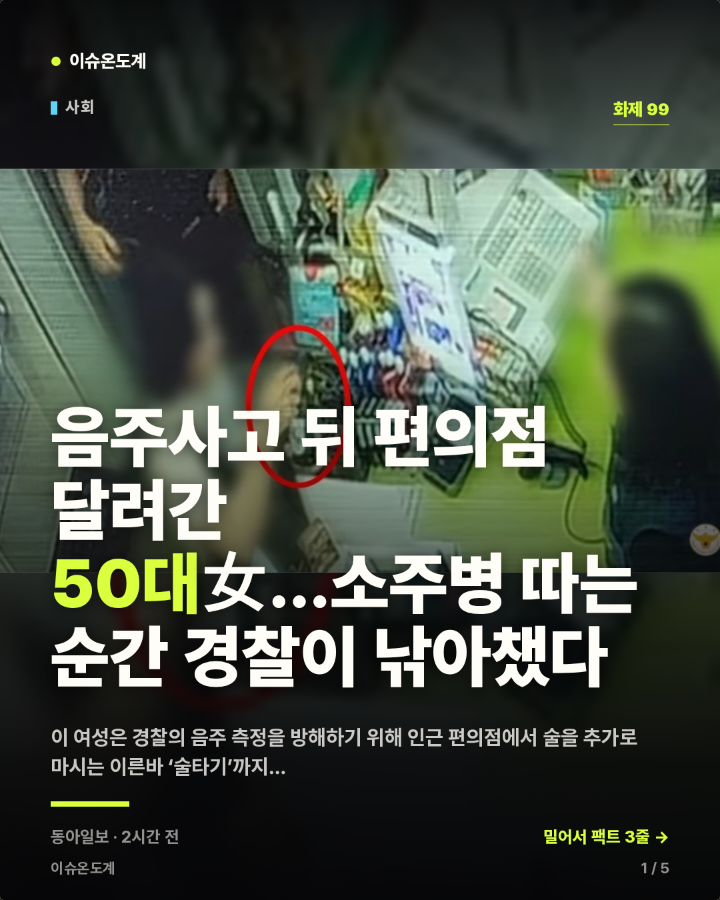 이슈온도계
사회
화제 99
음주사고 뒤 편의점
달려간
50대女...소주병 따는
순간 경찰이 낚아챘다
이 여성은 경찰의 음주 측정을 방해하기 위해 인근 편의점에서 술을 추가로
마시는 이른바 ‘술타기’까지...
동아일보 · 2시간 전
밀어서 팩트 3줄 →
이슈온도계
1 / 5